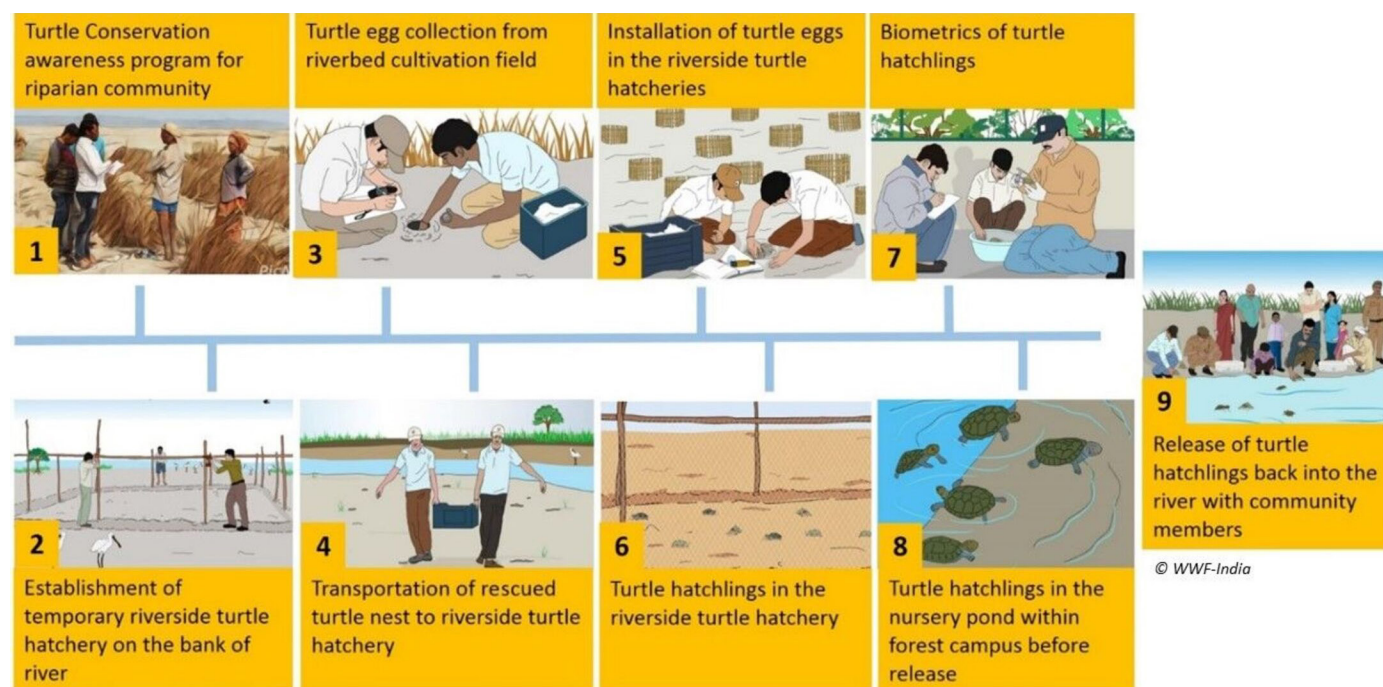 Turtle Conservation
awareness program for
riparian community
1
Establishment of
temporary riverside turtle
hatchery on the bank of
river
2
Turtle egg collection from
riverbed cultivation field
3
Transportation of rescued
turtle nest to riverside turtle
hatchery
4
Installation of turtle eggs
in the riverside turtle
hatcheries
5
Turtle hatchlings in the
riverside turtle hatchery
6
Biometrics of turtle
hatchlings
7
Turtle hatchlings in the
nursery pond within
forest campus before
release
8
9
Release of turtle
hatchlings back into the
river with community
members
© WWF-India